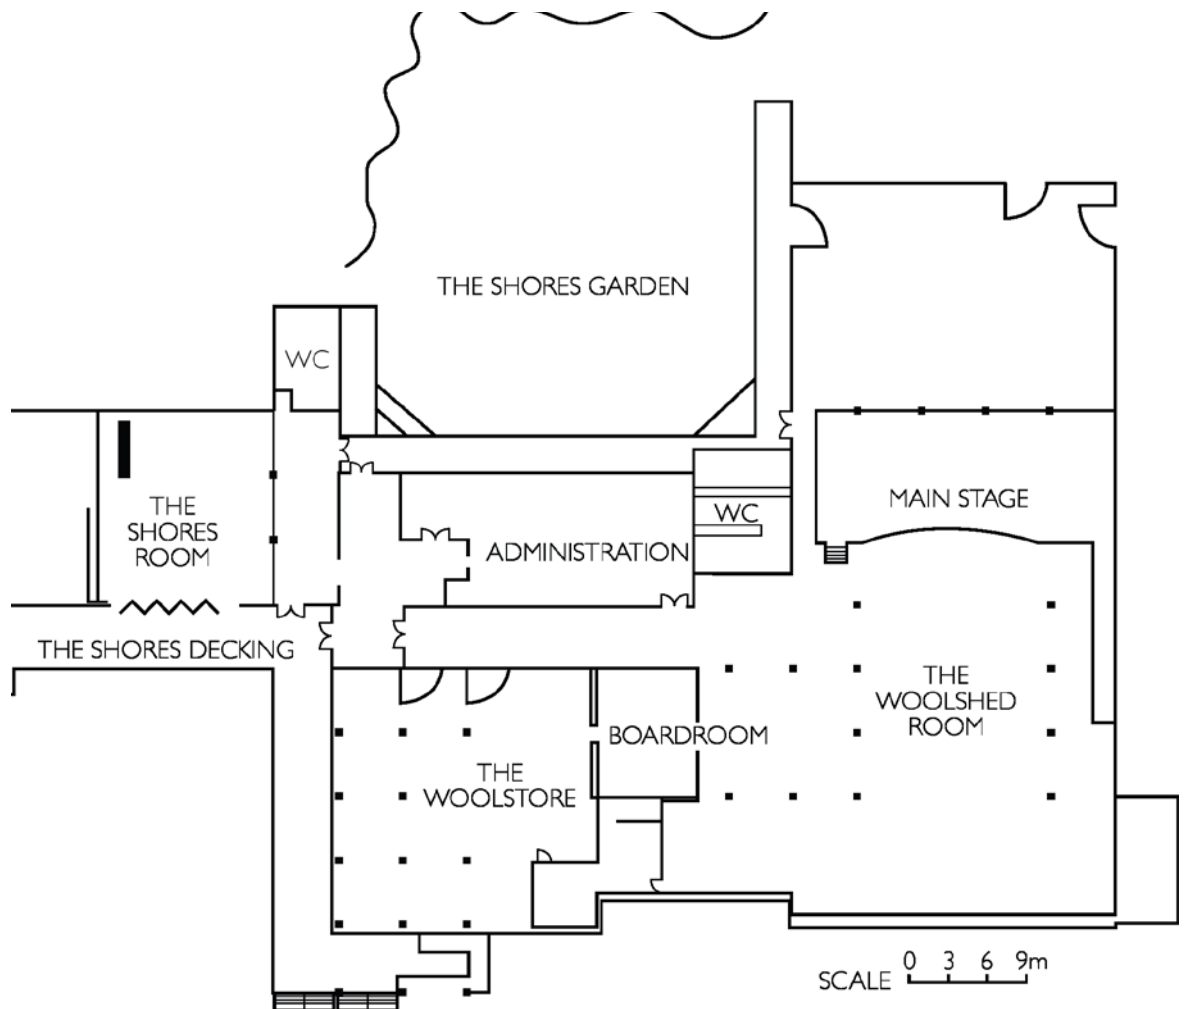 THE SHORES GARDEN
WC
THE
SHORES
ROOM
MAIN STAGE
WC
ADMINISTRATION
THE SHORES DECKING
THE
WOOLSHED
ROOM
BOARDROOM
THE
WOOLSTORE
SCALE 0 3 6 9m